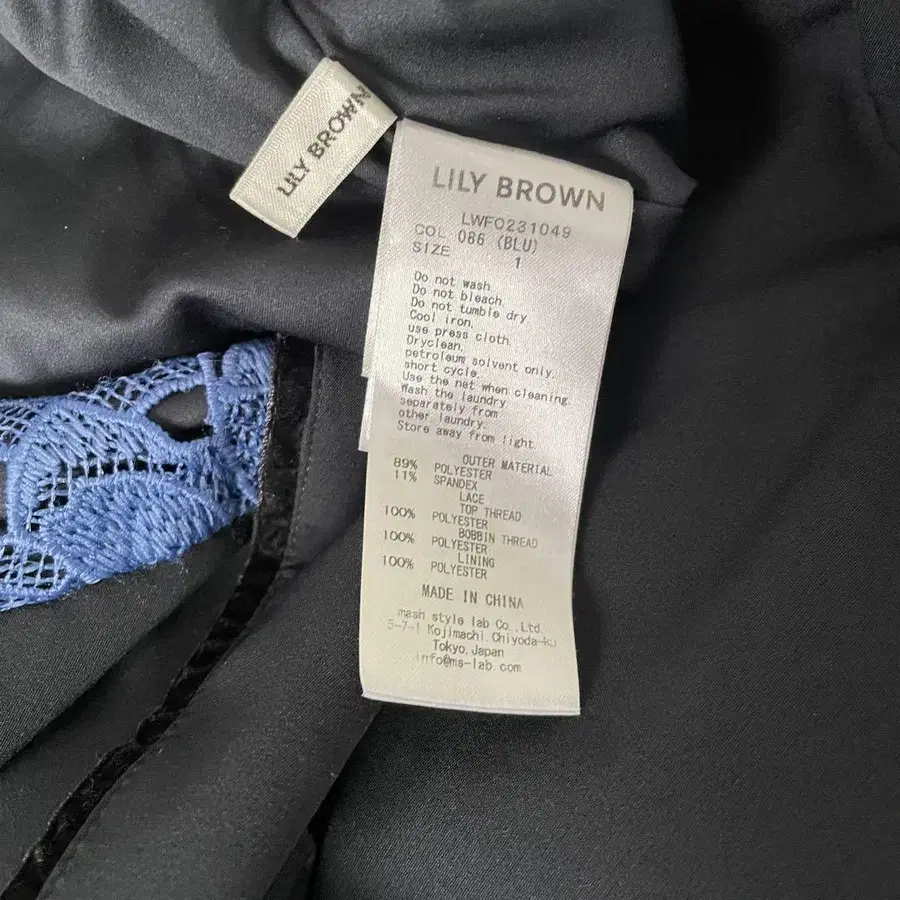 LILY BROWN
LILY BROWN
LWFO231049
COL 086 (BLU)
SIZE 1
Do not wash
Do not bleach.
Do not tumble dry
Cool iron.
use press cloth.
Dryclean.
petroleum solvent only.
short cycle.
Use the net when cleaning.
Wash the laundry
separately from
other laundry.
Store away from light.
OUTER MATERIAL
89% POLYESTER
11% SPANDEX
LACE
TOP THREAD
100% POLYESTER
BOBBIN THREAD
100% POLYESTER
LINING
100% POLYESTER
MADE IN CHINA
mash style lab Co., Ltd.
5-7-1 Kojimachi, Chiyoda-ku
Tokyo, Japan
info@ms-lab.com